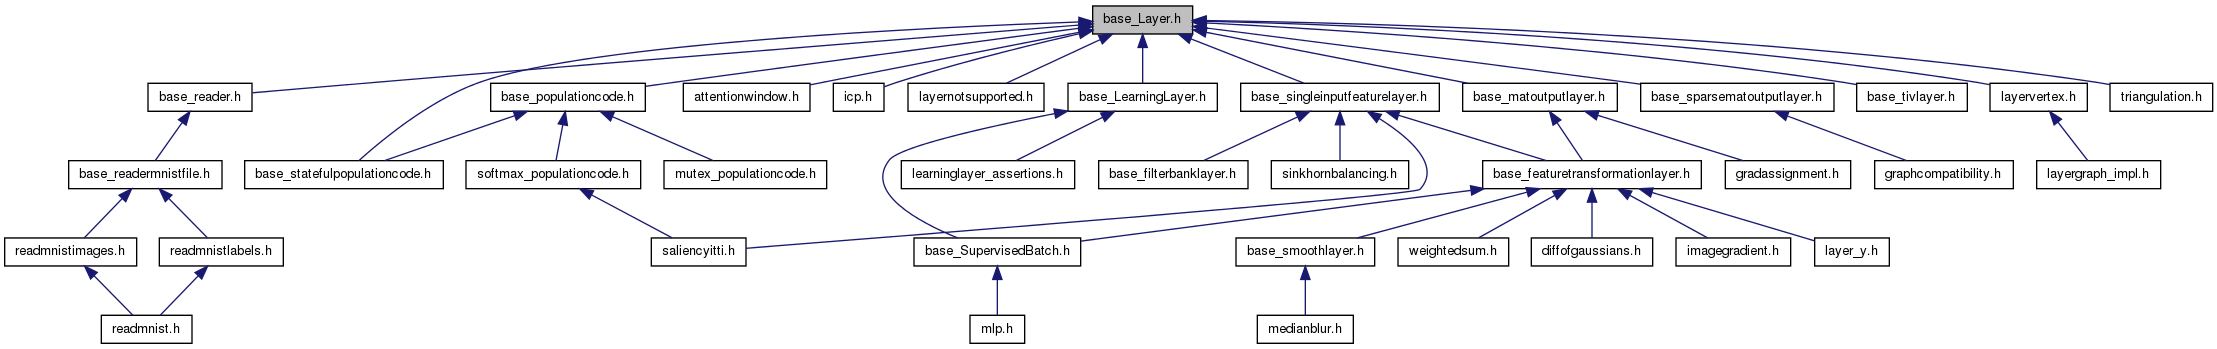 base_Layer.h
base_reader.h
base_populationcode.h
attentionwindow.h
icp.h
layernotsupported.h
base_LearningLayer.h
base_singleinputfeaturelayer.h
base_matoutputlayer.h
base_sparsematoutputlayer.h
base_tivlayer.h
layervertex.h
triangulation.h
base_readermnistfile.h
base_statefulpopulationcode.h
softmax_populationcode.h
mutex_populationcode.h
learninglayer_assertions.h
base_filterbanklayer.h
sinkhornbalancing.h
base_featuretransformationlayer.h
gradassignment.h
graphcompatibility.h
layergraph_impl.h
readmnistimages.h
readmnistlabels.h
saliencyitti.h
base_SupervisedBatch.h
base_smoothlayer.h
weightedsum.h
diffofgaussians.h
imagegradient.h
layer_y.h
readmnist.h
mlp.h
medianblur.h